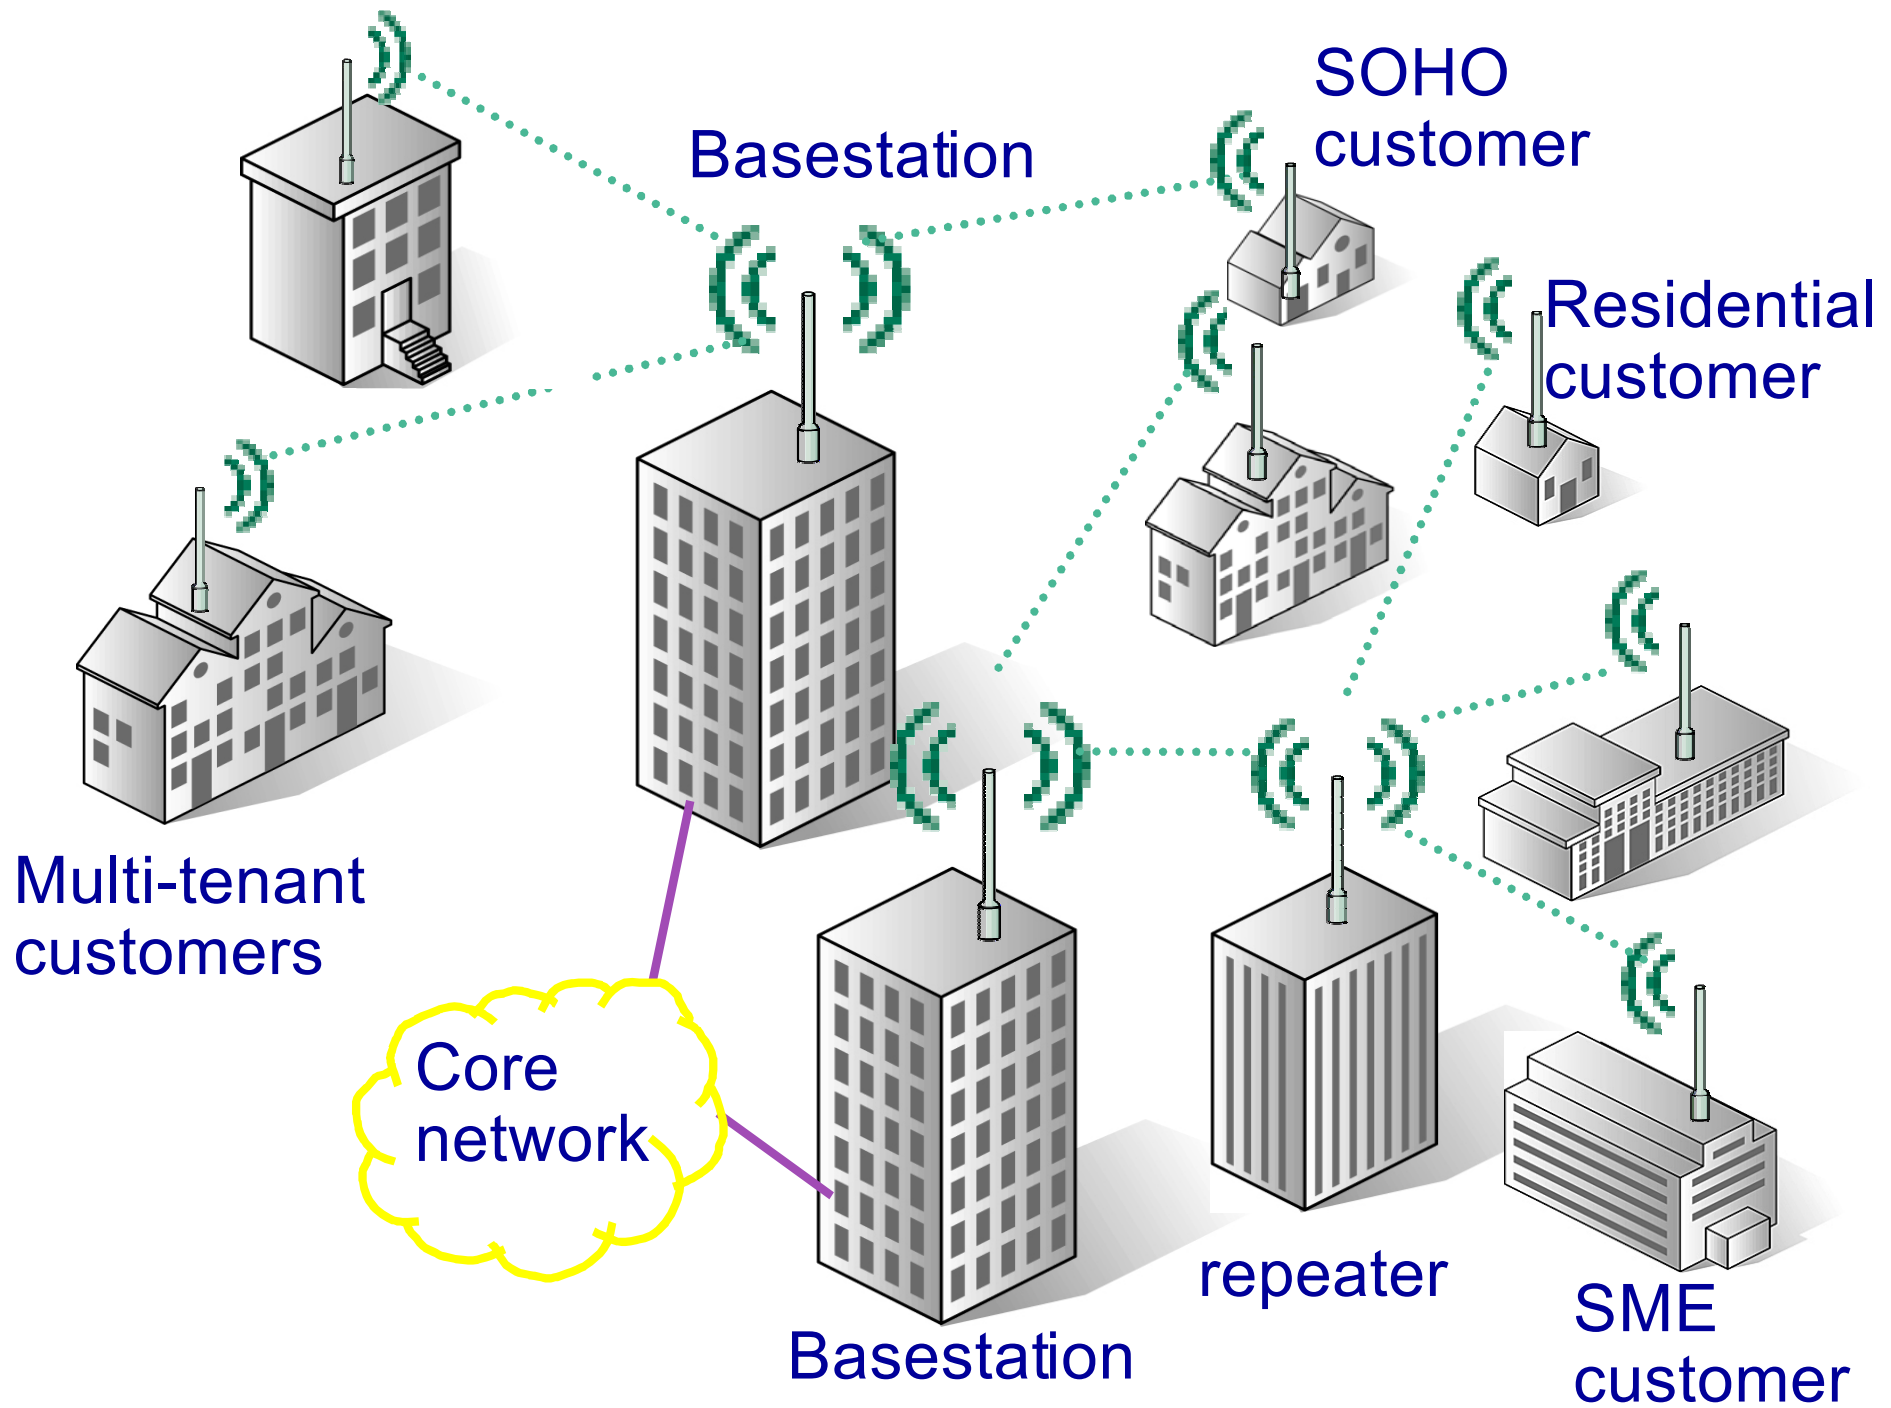 SOHO
customer
Basestation
Residential
customer
Multi-tenant
customers
Core
network
repeater
SME
customer
Basestation